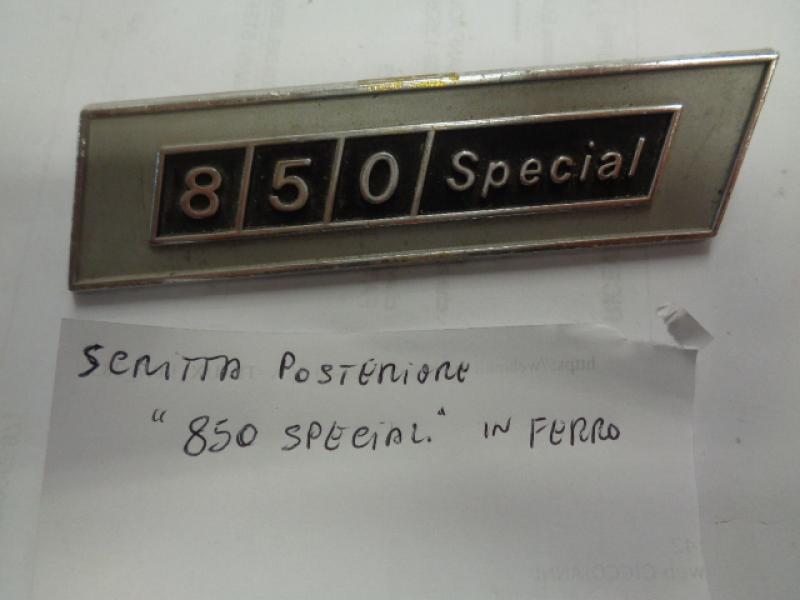 850 Special
SCRITTA POSTERIORE
"850 SPECIAL." IN FERRO